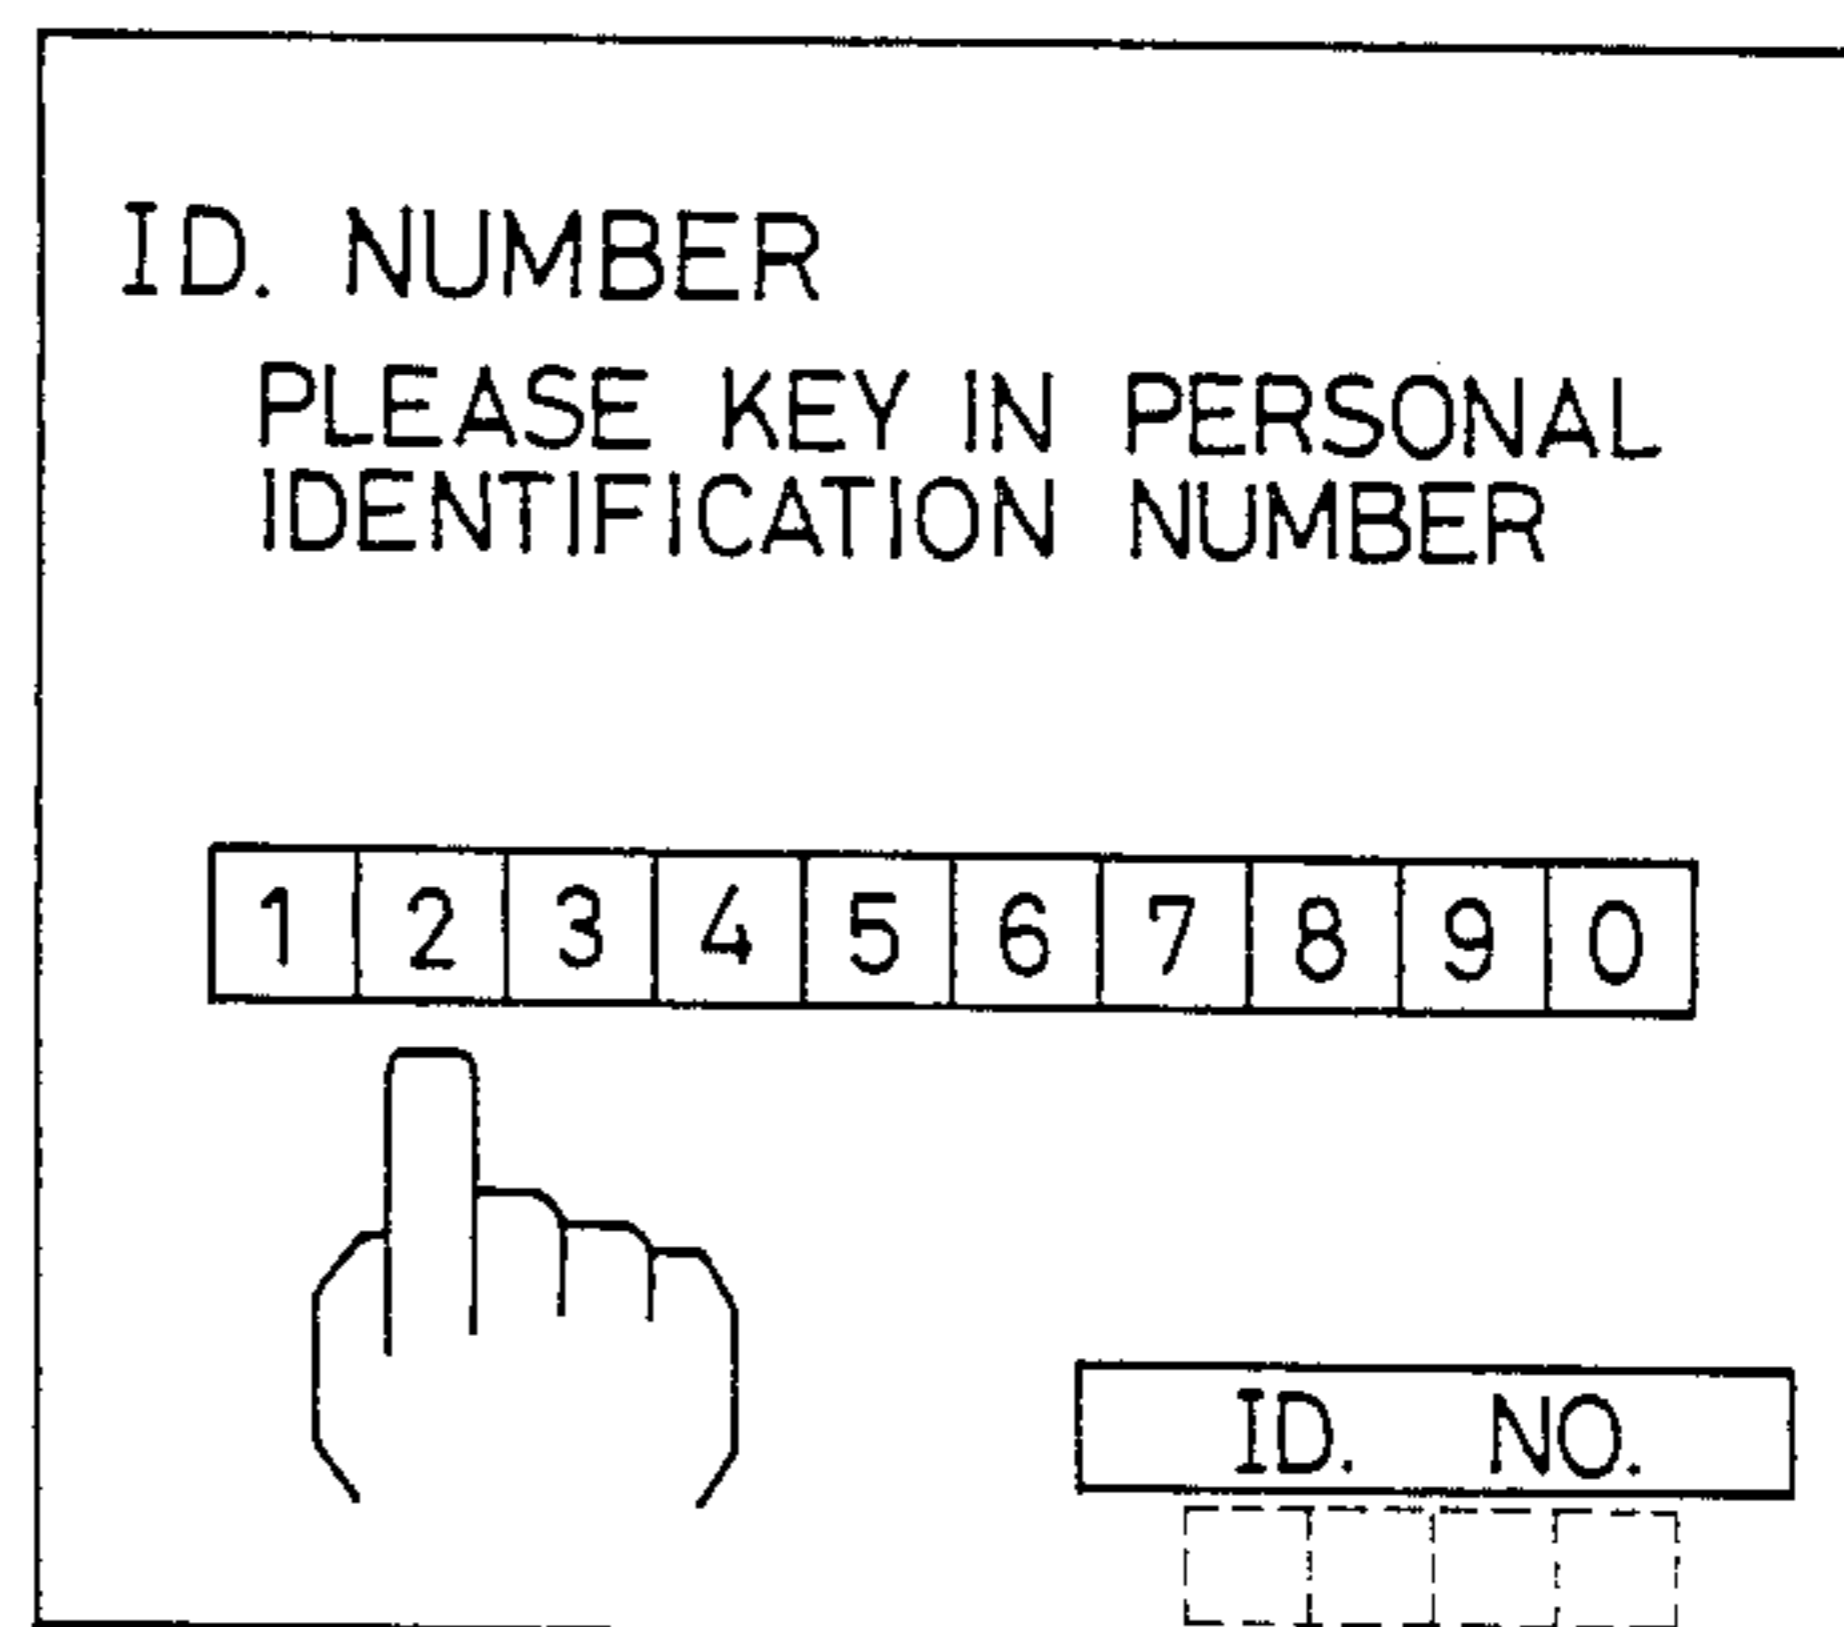 ID. NUMBER
PLEASE KEY IN PERSONAL
IDENTIFICATION NUMBER
1 2 3 4 5 6 7 8 9 0
ID. NO.